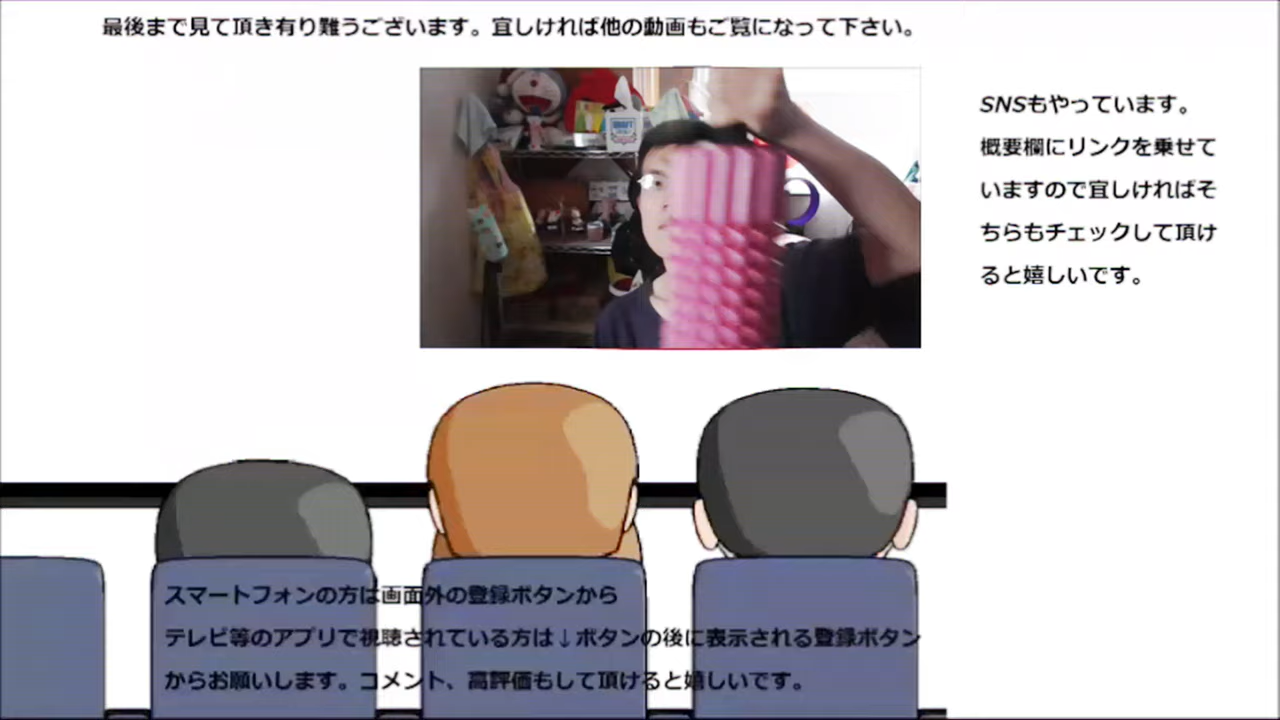 最後まで見て頂き有り難うございます。宜しければ他の動画もご覧になって下さい。
SNSもやっています。
概要欄にリンクを乗せて
いますので宜しければそ
ちらもチェックして頂け
ると嬉しいです。
スマートフォンの方は画面外の登録ボタンから
テレビ等のアプリで視聴されている方は↓ボタンの後に表示される登録ボタン
からお願いします。コメント、高評価もして頂けると嬉しいです。